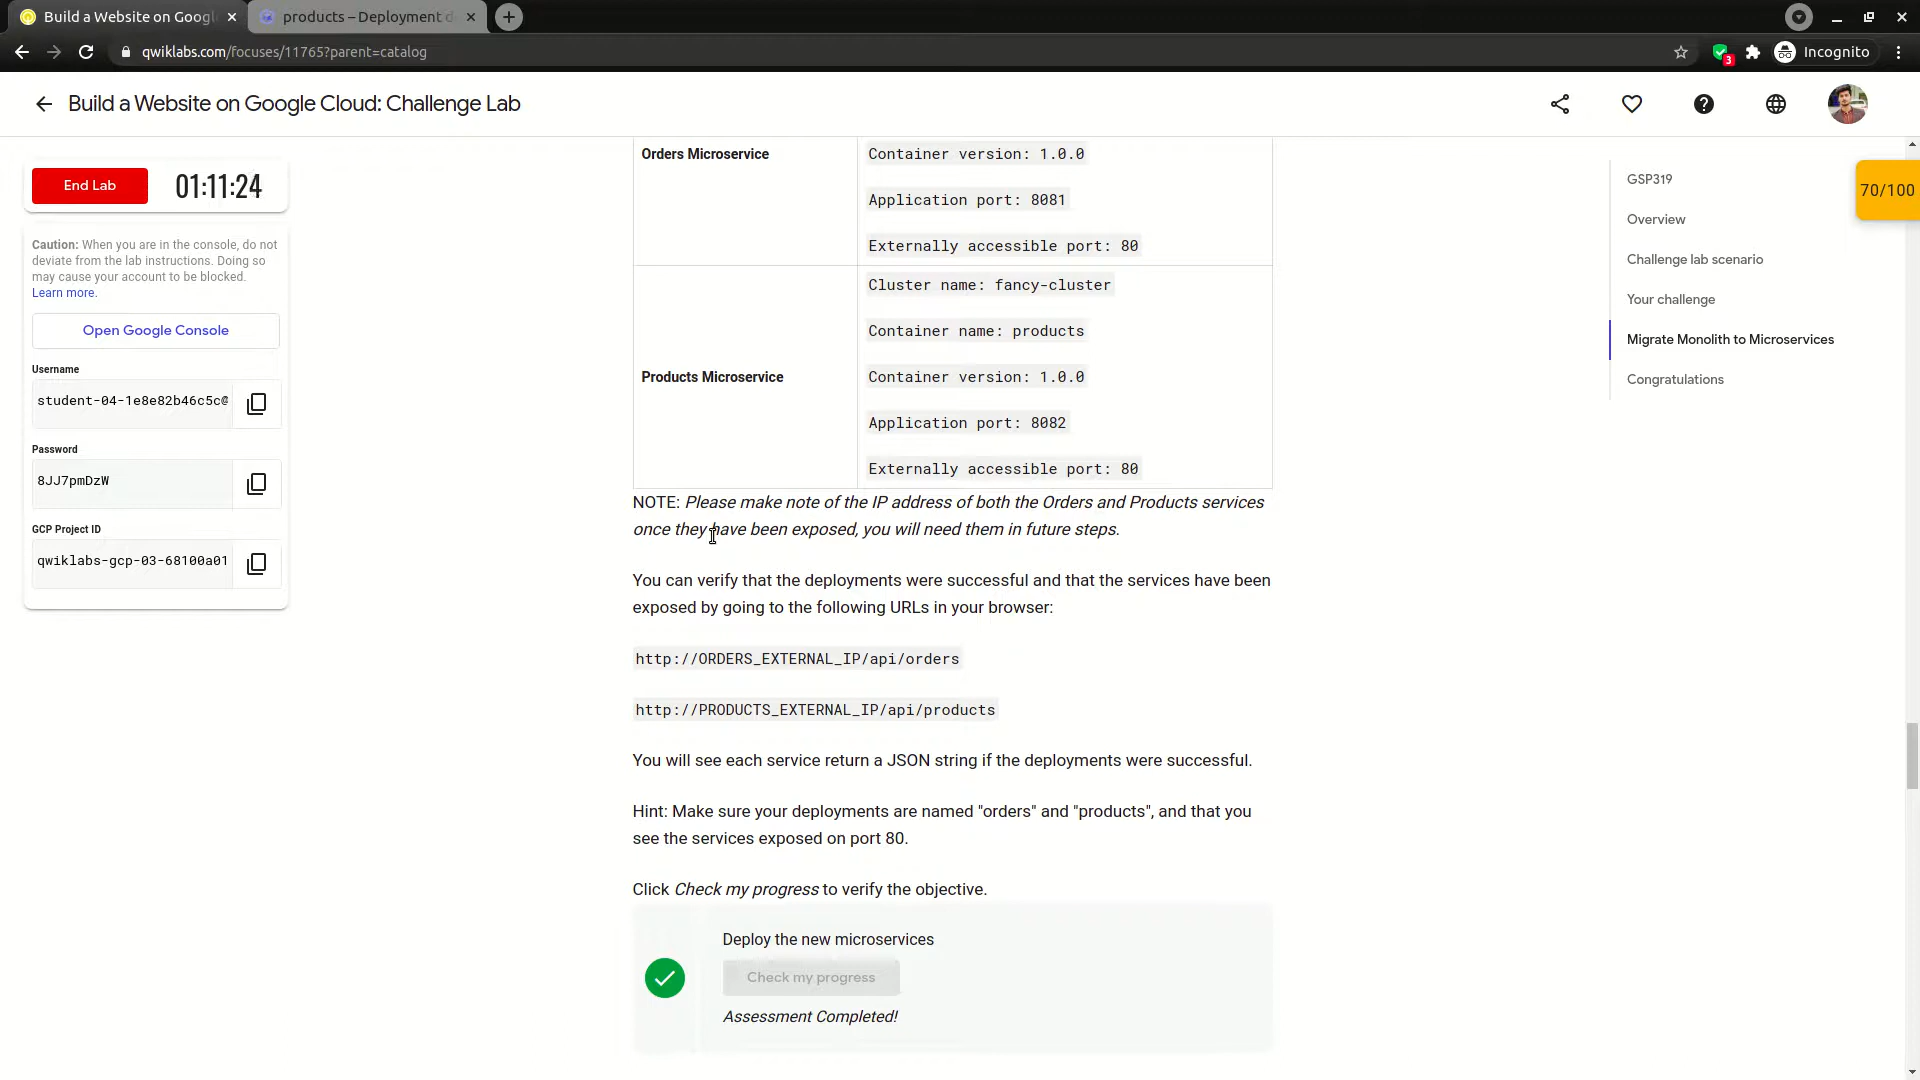 Build a Website on Googl
products – Deployment d
qwiklabs.com/focuses/11765?parent=catalog
3
Incognito
Build a Website on Google Cloud: Challenge Lab
End Lab
01:11:24
Caution: When you are in the console, do not
deviate from the lab instructions. Doing so
may cause your account to be blocked.
Learn more.
Open Google Console
Username
student-04-1e8e82b46c5c@
Password
8JJ7pmDzW
GCP Project ID
qwiklabs-gcp-03-68100a01
Orders Microservice
Container version: 1.0.0
Application port: 8081
Externally accessible port: 80
Products Microservice
Cluster name: fancy-cluster
Container name: products
Container version: 1.0.0
Application port: 8082
Externally accessible port: 80
NOTE: Please make note of the IP address of both the Orders and Products services
once they have been exposed, you will need them in future steps.
You can verify that the deployments were successful and that the services have been
exposed by going to the following URLs in your browser:
http://ORDERS_EXTERNAL_IP/api/orders
http://PRODUCTS_EXTERNAL_IP/api/products
You will see each service return a JSON string if the deployments were successful.
Hint: Make sure your deployments are named "orders" and "products", and that you
see the services exposed on port 80.
Click Check my progress to verify the objective.
Deploy the new microservices
Check my progress
Assessment Completed!
GSP319
Overview
Challenge lab scenario
Your challenge
Migrate Monolith to Microservices
Congratulations
70/100